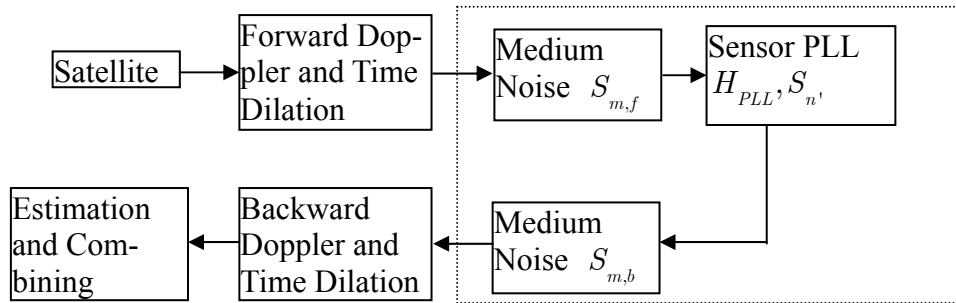 Satellite
Forward Dop-
pler and Time
Dilation
Medium
Noise S_{m,f}
Sensor PLL
H_{PLL}, S_{n'}
Estimation
and Com-
bining
Backward
Doppler and
Time Dilation
Medium
Noise S_{m,b}